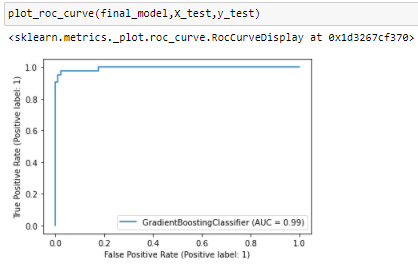 plot_roc_curve(final_model,X_test,y_test)
<sklearn.metrics._plot.roc_curve.RocCurveDisplay at 0x1d3267cf370>
True Positive Rate (Positive label: 1)
1.0
0.8
0.6
0.4
0.2
0.0
GradientBoostingClassifier (AUC = 0.99)
0.0 0.2 0.4 0.6 0.8 1.0
False Positive Rate (Positive label: 1)